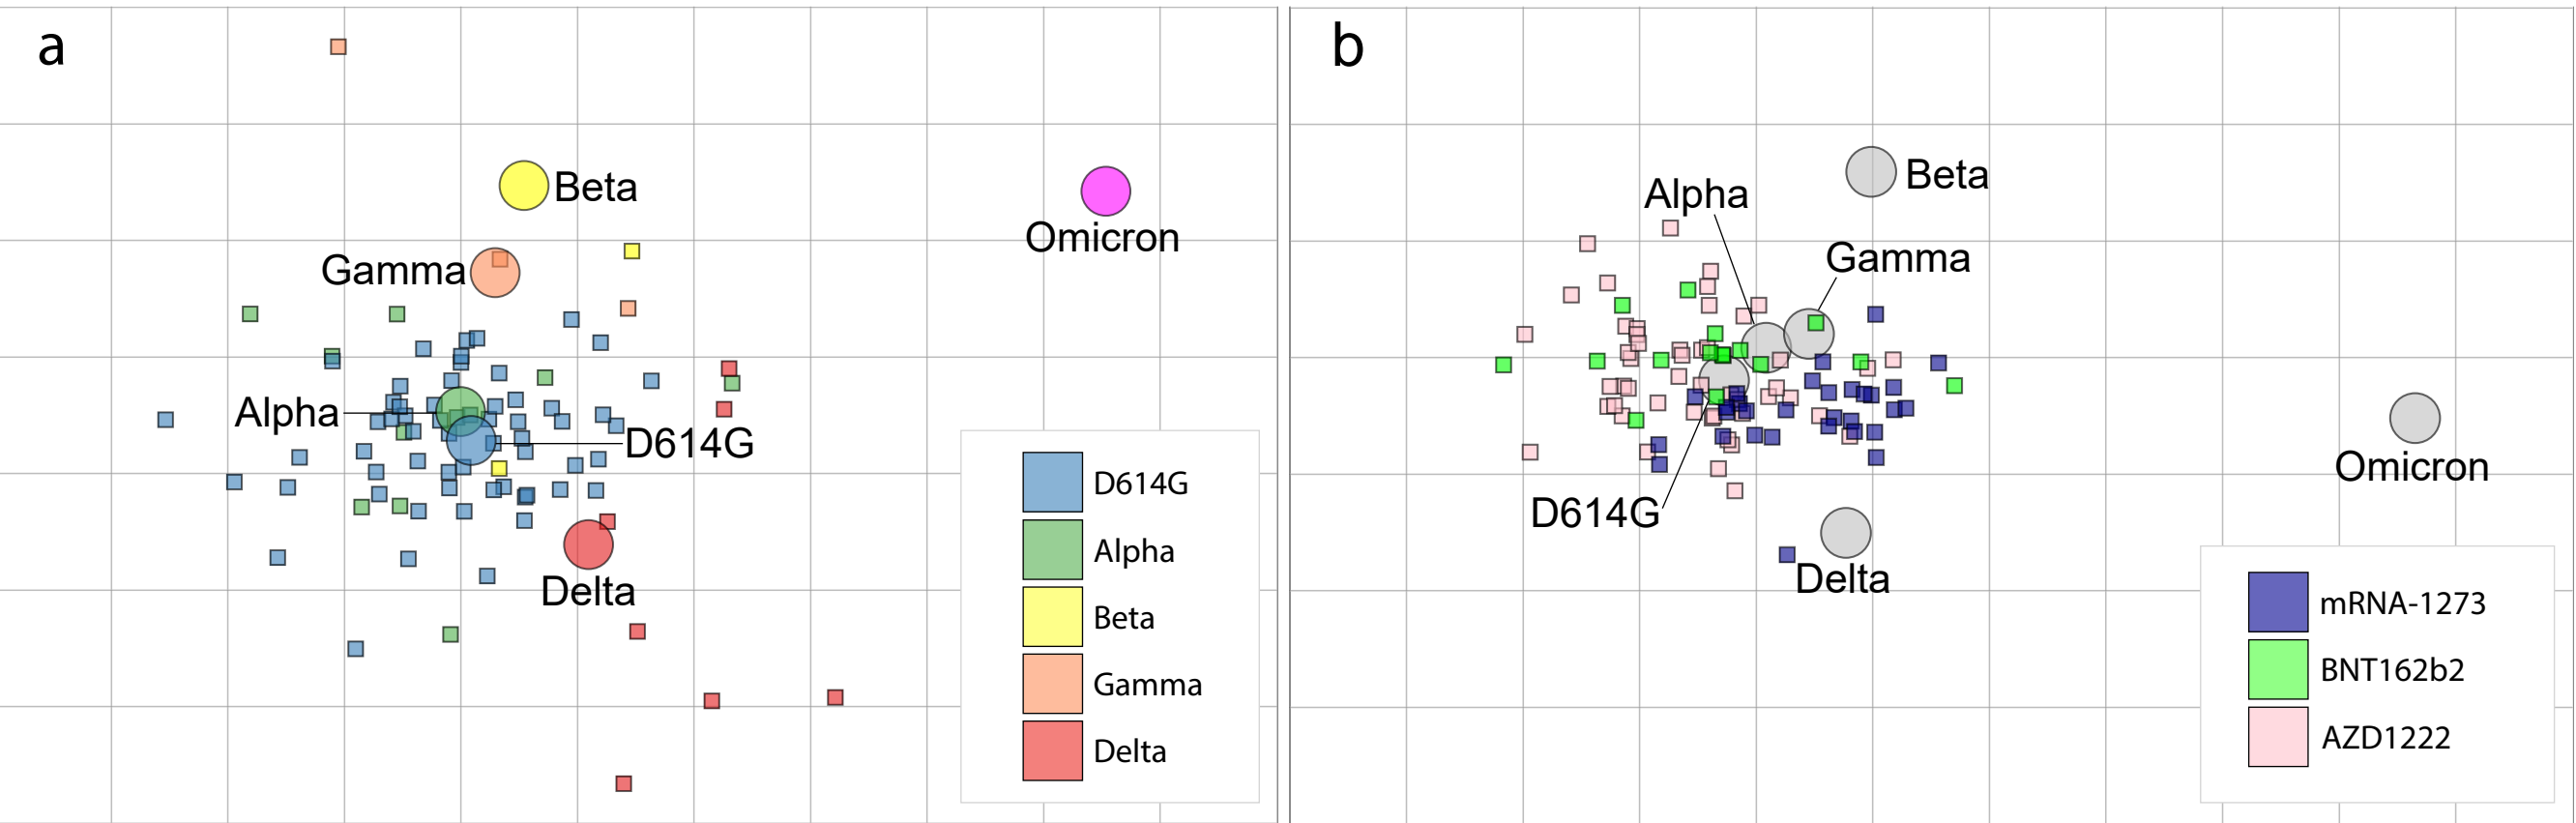 a
Beta
Gamma
Omicron
Alpha
D614G
Delta
D614G
Alpha
Beta
Gamma
Delta
b
Alpha
Beta
Gamma
D614G
Omicron
Delta
mRNA-1273
BNT162b2
AZD1222